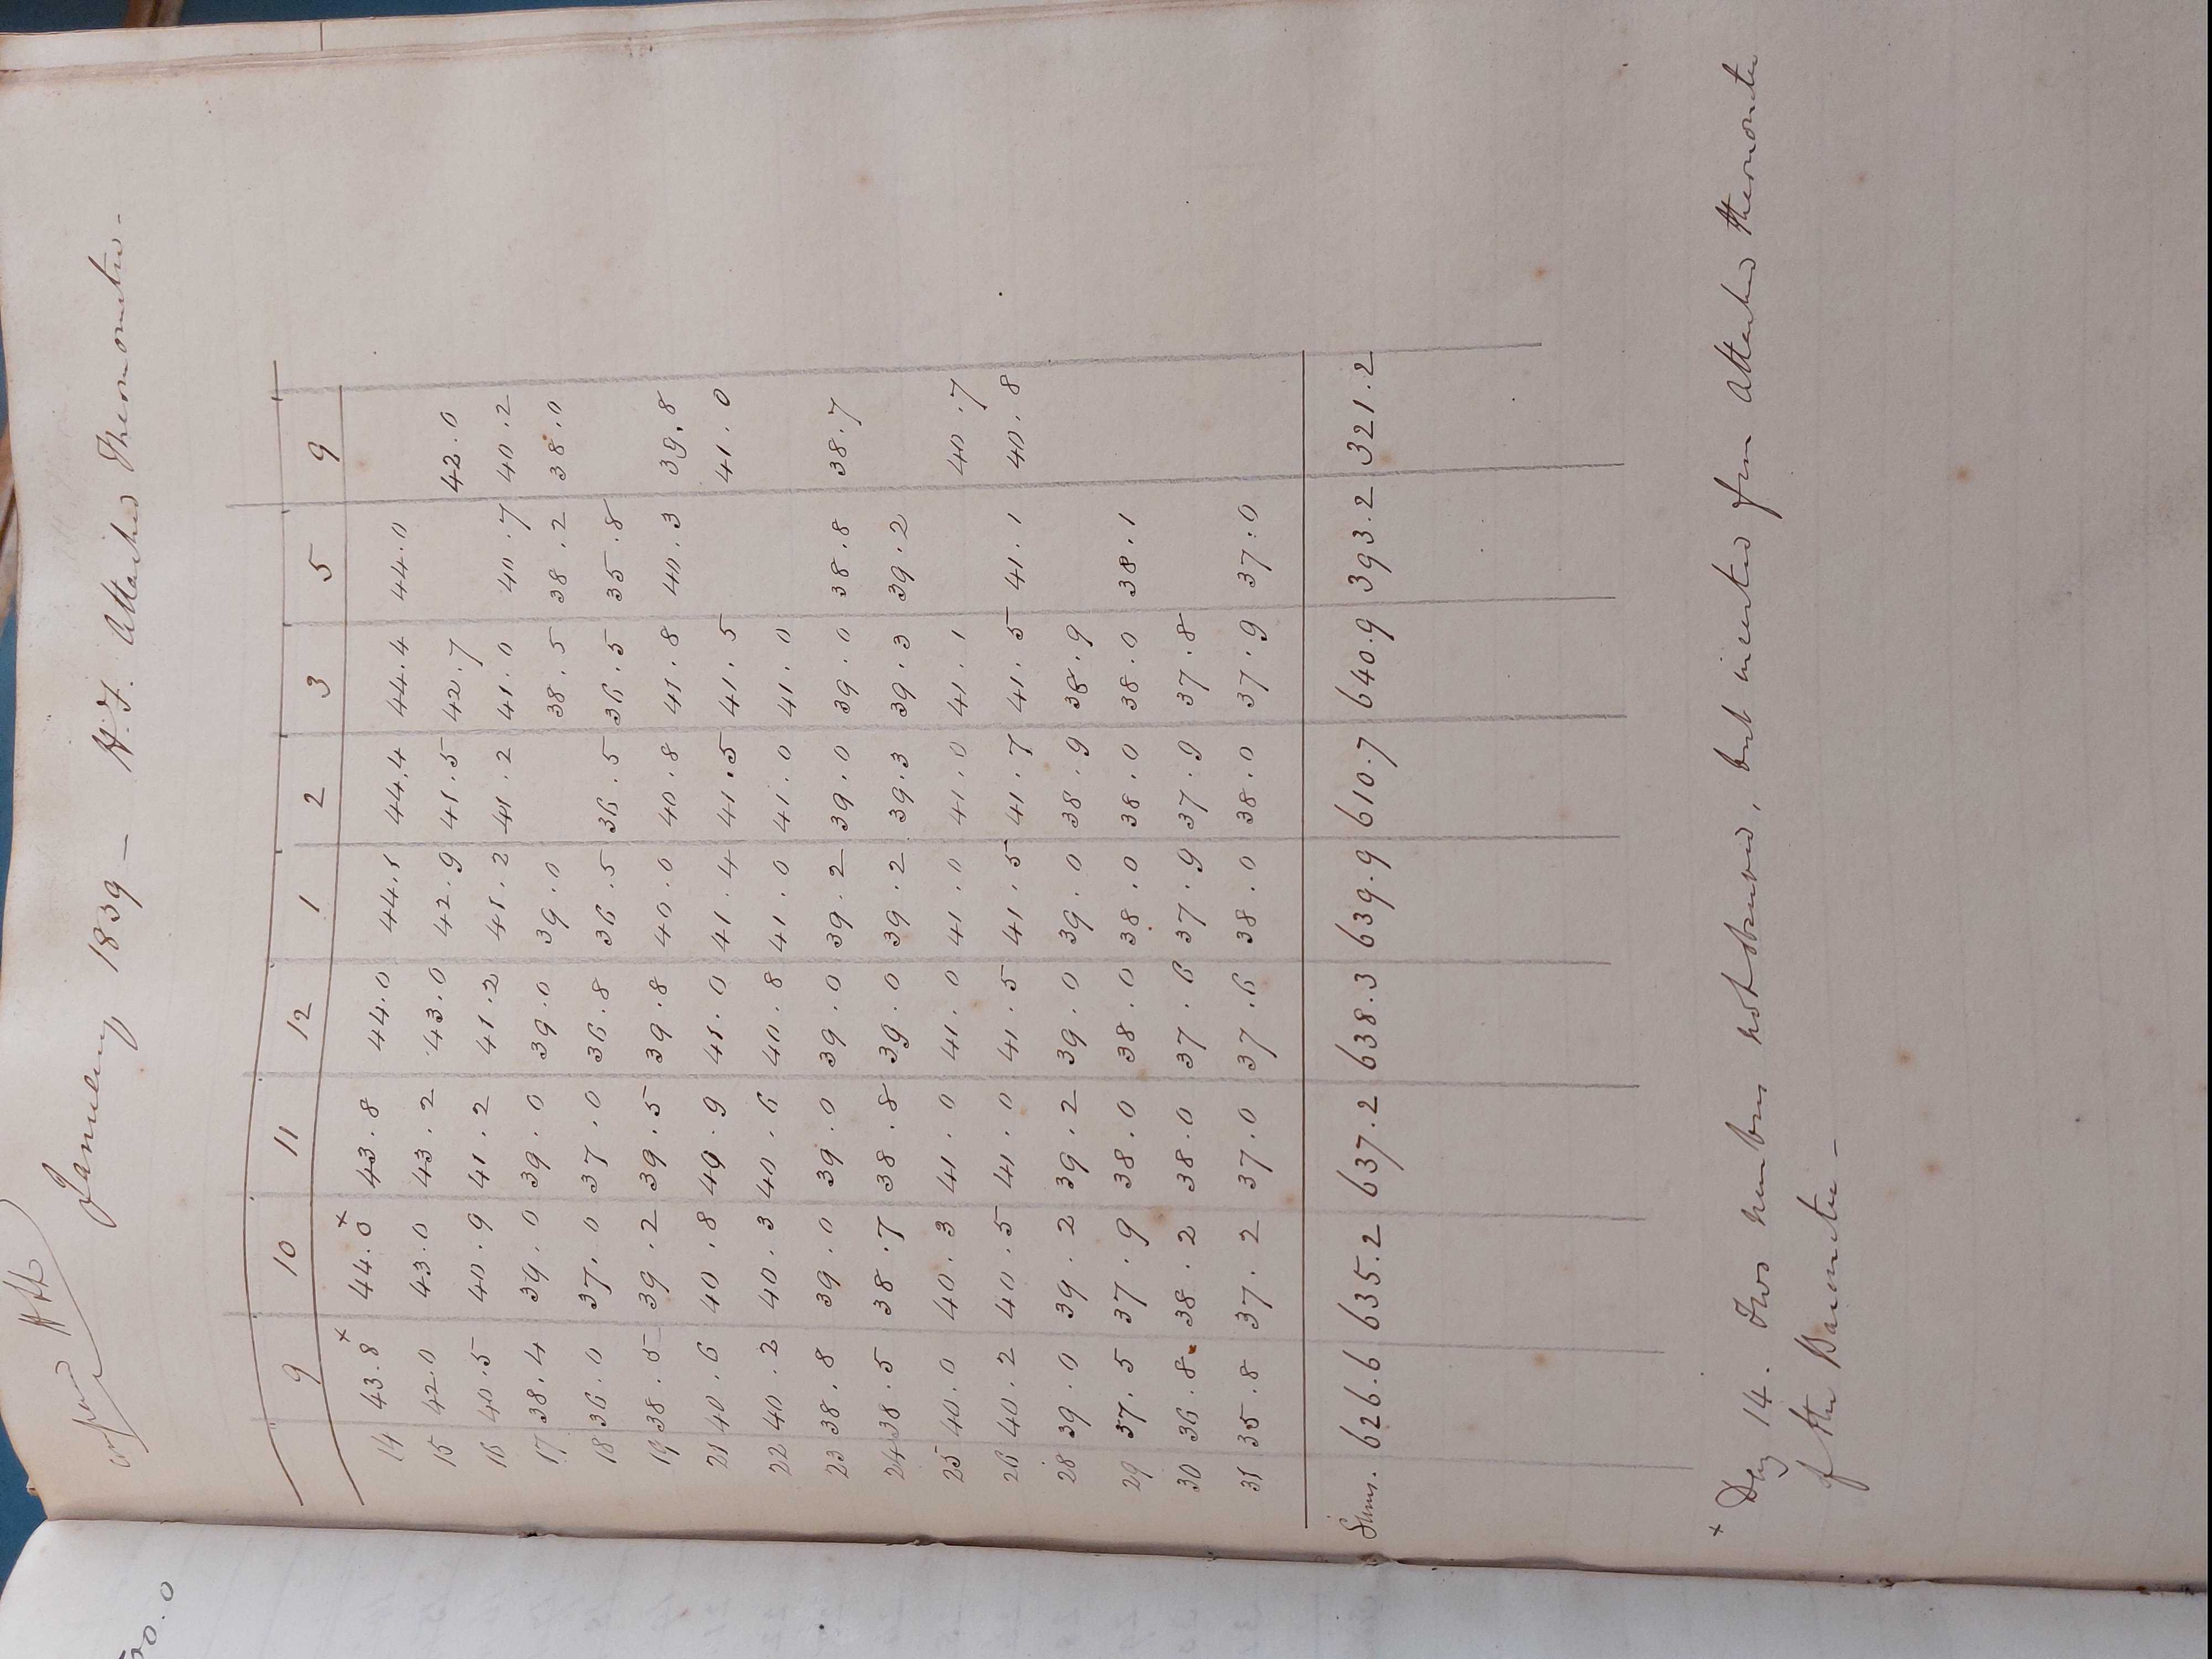 compared
January 1839 — H.F. Attached Thermometer —
9 10 11 12 1 2 3 5 9
14 43.8 x 44.0 x 43.8 44.0 44.1 44.4 44.4 44.0
15 42.0 43.0 43.2 43.0 42.9 41.5 42.7 42.0
16 40.5 40.9 41.2 41.2 41.2 41.2 41.0 40.7 40.2
17 38.4 39.0 39.0 39.0 39.0 38.5 38.2 38.0
18 36.0 37.0 37.0 36.8 36.5 36.5 36.5 35.8
19 38.5 39.2 39.5 39.8 40.0 40.8 41.8 40.3 39.8
21 40.6 40.8 40.9 41.0 41.4 41.5 41.5 41.0
22 40.2 40.3 40.6 40.8 41.0 41.0 41.0
23 38.8 39.0 39.0 39.0 39.2 39.0 39.0 38.8 38.7
24 38.5 38.7 38.8 39.0 39.2 39.3 39.3 39.2
25 40.0 40.3 41.0 41.0 41.0 41.0 41.1 40.7
26 40.2 40.5 41.0 41.5 41.5 41.7 41.5 41.1 40.8
28 39.0 39.2 39.2 39.0 39.0 38.9 38.9
29 37.5 37.9 38.0 38.0 38.0 38.0 38.0 38.1
30 36.8 38.2 38.0 37.6 37.9 37.9 37.8
31 35.8 37.2 37.0 37.6 38.0 38.0 37.9 37.0
Sums. 626.6 635.2 637.2 638.3 639.9 610.7 640.9 393.2 321.2
x Day 14. Two numbers not observed, but inserted from Attached thermometer
of the Barometer —
00.0